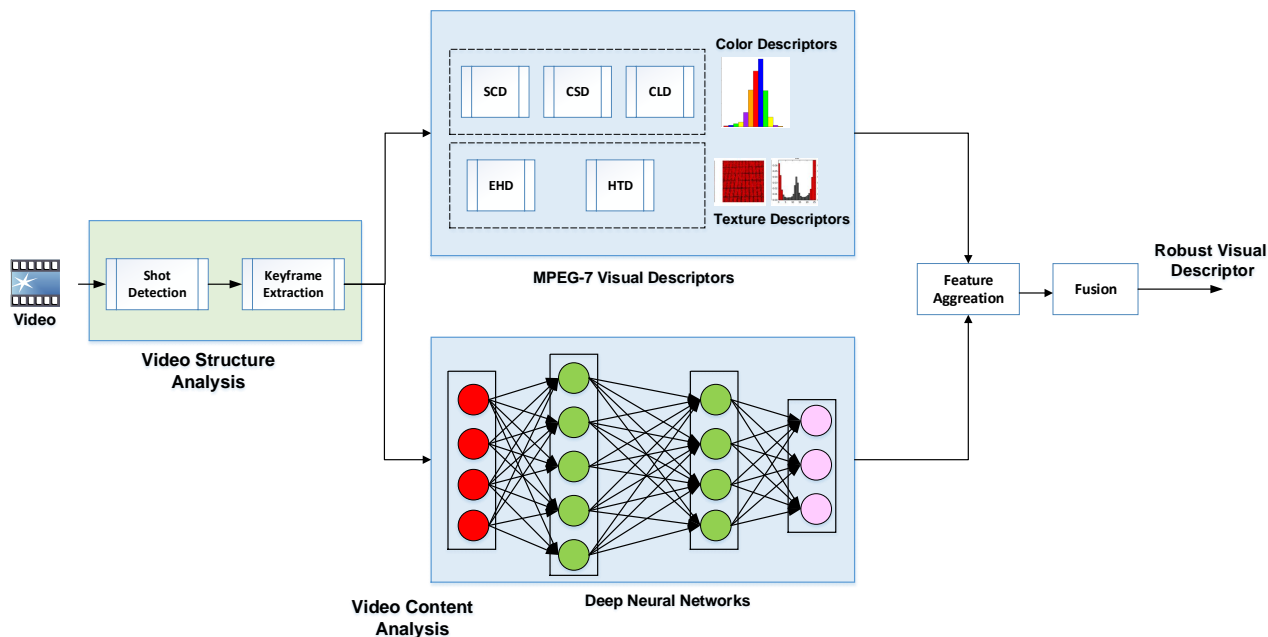 Color Descriptors
SCD
CSD
CLD
EHD
HTD
Texture Descriptors
MPEG-7 Visual Descriptors
Video
Shot
Detection
Keyframe
Extraction
Video Structure
Analysis
Feature
Aggreation
Fusion
Robust Visual
Descriptor
Deep Neural Networks
Video Content
Analysis